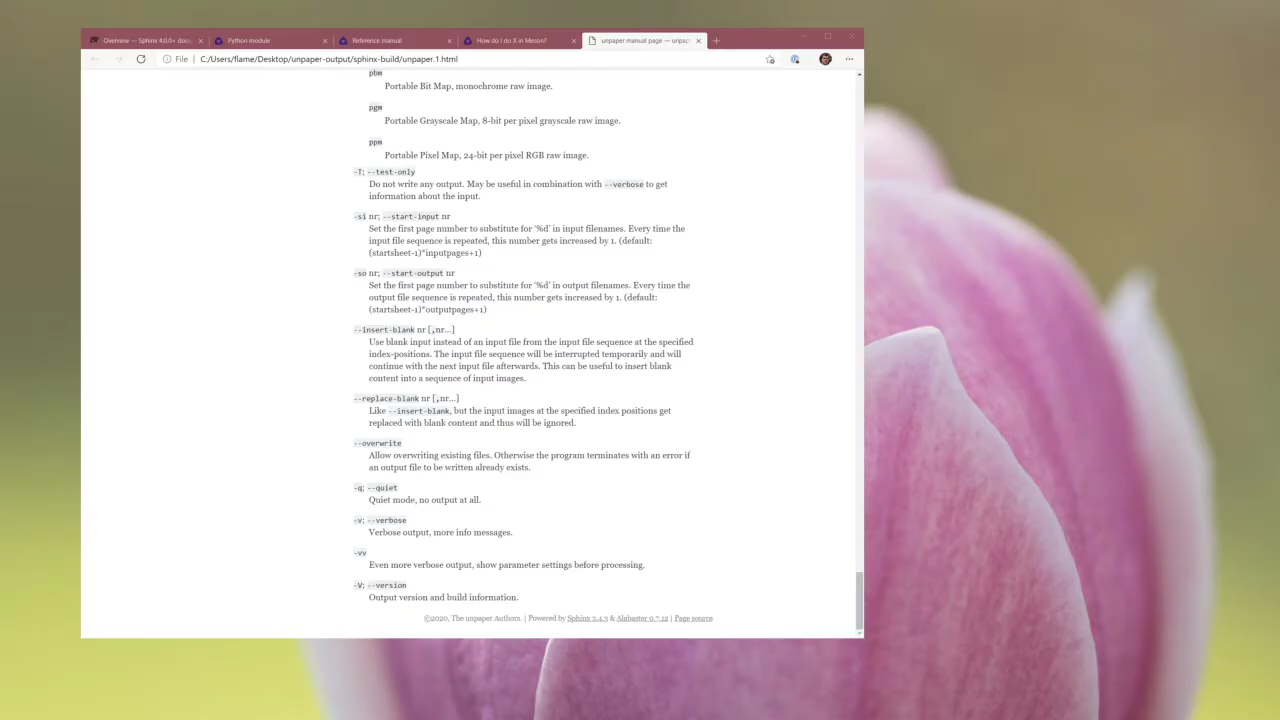 Overview — Sphinx 4.0.0+ docu
Python module
Reference manual
How do I do X in Meson?
unpaper manual page — unpap
File
C:/Users/flame/Desktop/unpaper-output/sphinx-build/unpaper.1.html
pbm
Portable Bit Map, monochrome raw image.
pgm
Portable Grayscale Map, 8-bit per pixel grayscale raw image.
ppm
Portable Pixel Map, 24-bit per pixel RGB raw image.
-T; --test-only
Do not write any output. May be useful in combination with --verbose to get
information about the input.
-si nr; --start-input nr
Set the first page number to substitute for '%d' in input filenames. Every time the
input file sequence is repeated, this number gets increased by 1. (default:
(startsheet-1)*inputpages+1)
-so nr; --start-output nr
Set the first page number to substitute for '%d' in output filenames. Every time the
output file sequence is repeated, this number gets increased by 1. (default:
(startsheet-1)*outputpages+1)
--insert-blank nr [,nr...]
Use blank input instead of an input file from the input file sequence at the specified
index-positions. The input file sequence will be interrupted temporarily and will
continue with the next input file afterwards. This can be useful to insert blank
content into a sequence of input images.
--replace-blank nr [,nr...]
Like --insert-blank, but the input images at the specified index positions get
replaced with blank content and thus will be ignored.
--overwrite
Allow overwriting existing files. Otherwise the program terminates with an error if
an output file to be written already exists.
-q; --quiet
Quiet mode, no output at all.
-v; --verbose
Verbose output, more info messages.
-vv
Even more verbose output, show parameter settings before processing.
-V; --version
Output version and build information.
©2020, The unpaper Authors. | Powered by Sphinx 3.4.3 & Alabaster 0.7.12 | Page source